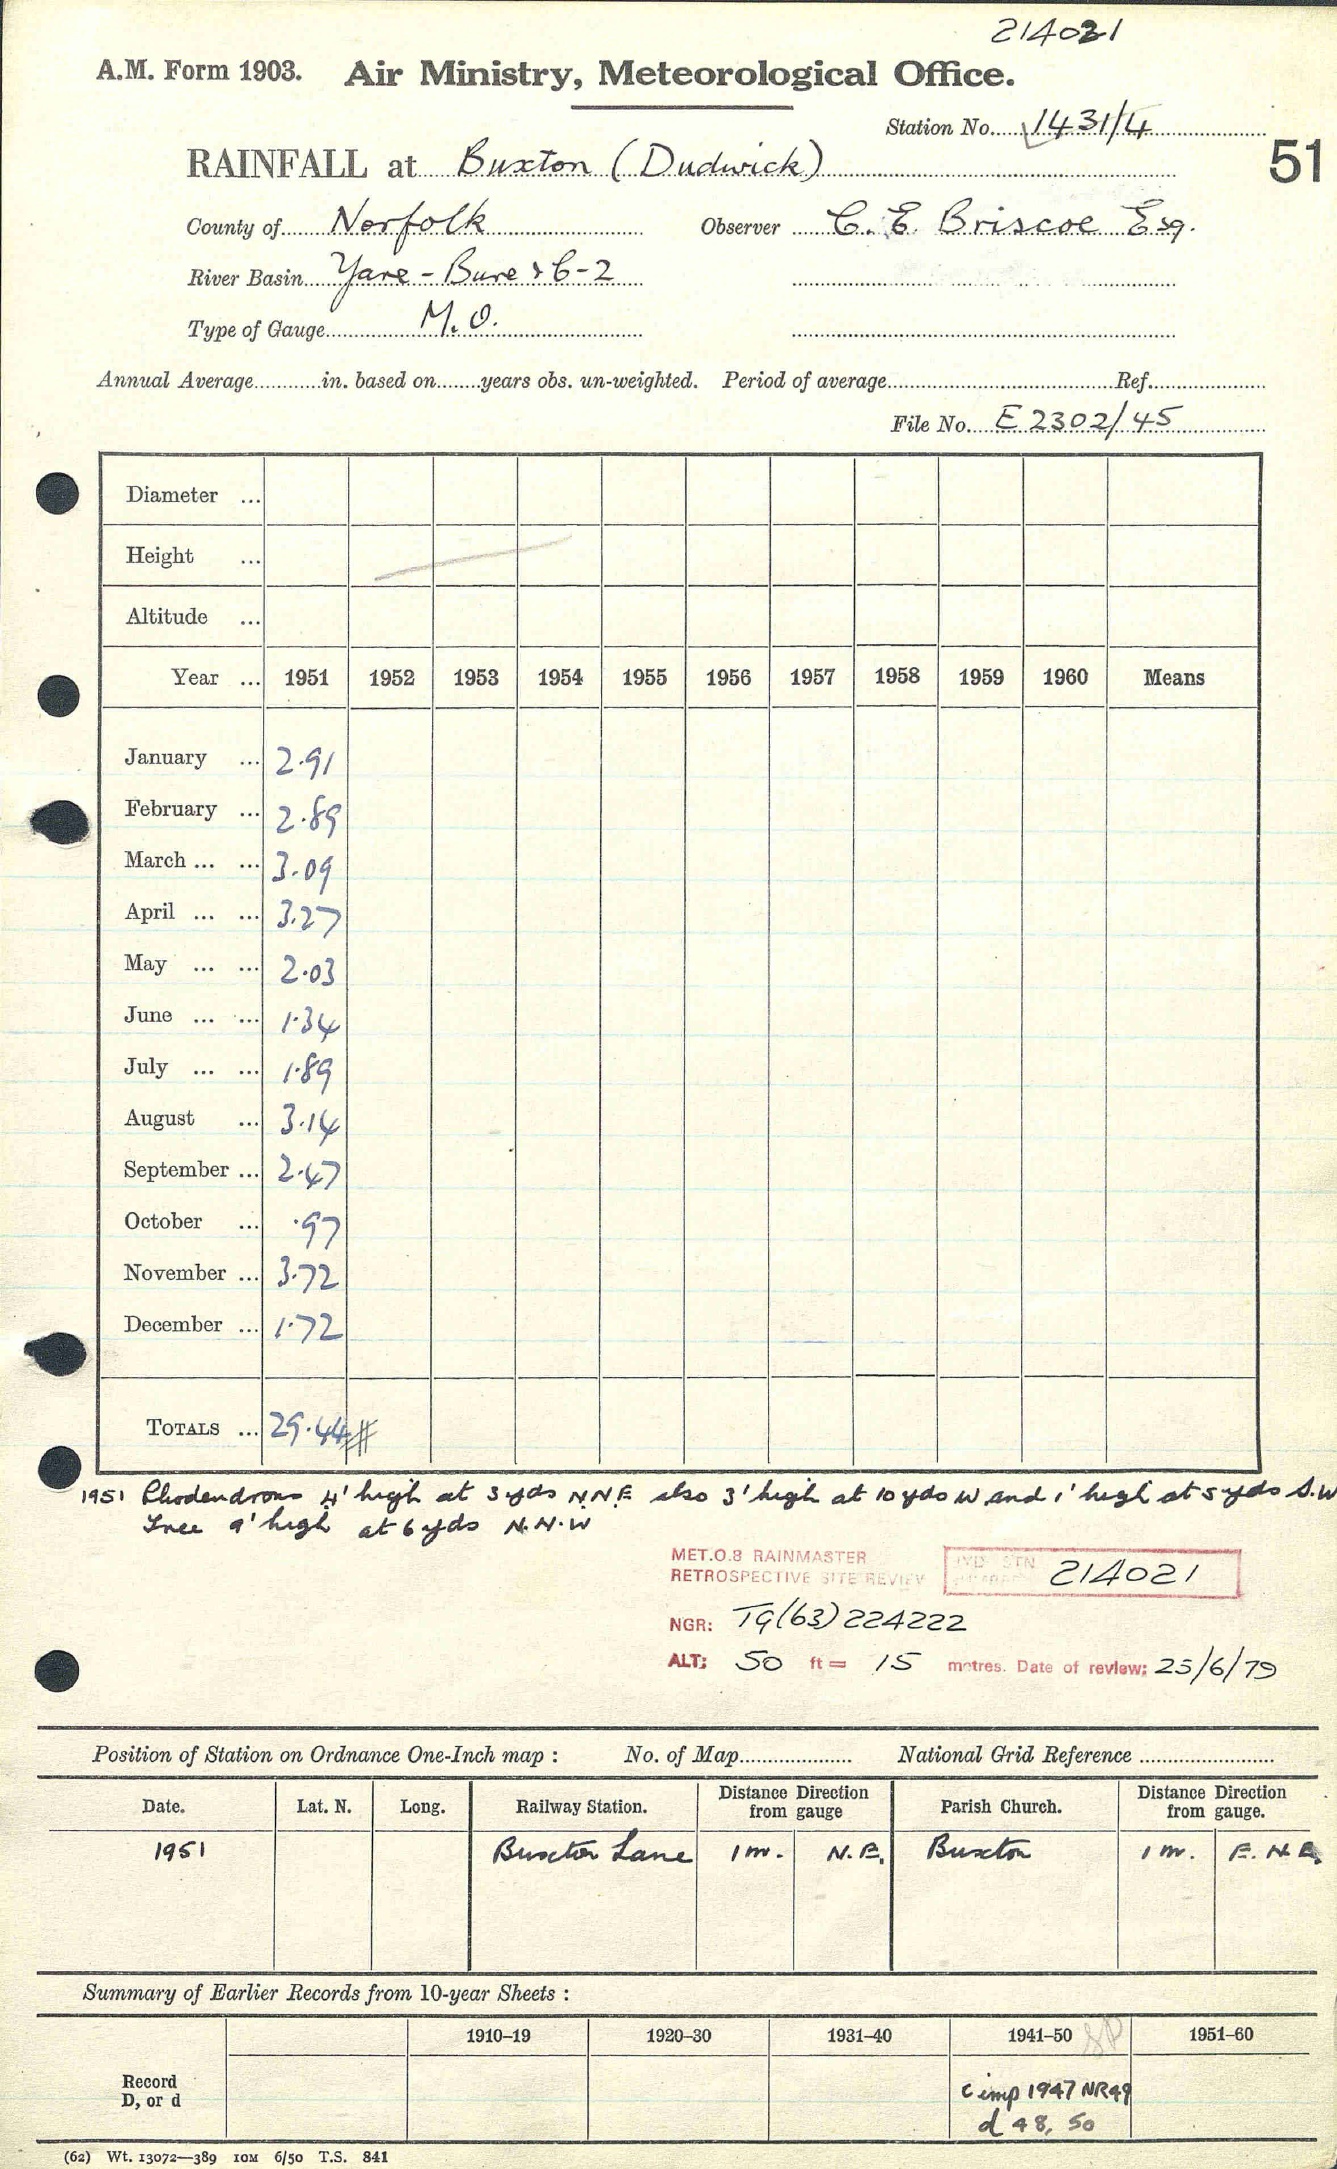 214021
A.M. Form 1903. Air Ministry, Meteorological Office.
Station No. 1431/4
51
RAINFALL at Buxton (Dudwick)
County of Norfolk Observer C. E. Briscoe Esq.
River Basin Yare - Bure & C-2
Type of Gauge M.O.
Annual Average in. based on years obs. un-weighted. Period of average Ref.
File No. E2302/45
Diameter ...
Height ...
Altitude ...
Year ... 1951 1952 1953 1954 1955 1956 1957 1958 1959 1960 Means
January ... 2.91
February ... 2.89
March ... ... 3.09
April ... ... 3.27
May ... ... 2.03
June ... ... 1.34
July ... ... 1.89
August ... 3.14
September ... 2.47
October ... .97
November ... 3.72
December ... 1.72
TOTALS ... 29.44 #
1951 Rhodendrons 4' high at 3 yds N.N.E also 3' high at 10 yds W and 1' high at 5 yds S.W
Tree 9' high at 6 yds N.N.W
MET.O.8 RAINMASTER
RETROSPECTIVE SITE REVIEW STN 214021
NGR: TG(63)224222
ALT: 50 ft = 15 metres. Date of review: 25/6/79
Position of Station on Ordnance One-Inch map : No. of Map National Grid Reference
Date. Lat. N. Long. Railway Station. Distance from gauge Direction Parish Church. Distance from gauge. Direction
1951 Buxton Lane 1 m. N.E. Buxton 1 m. E.N.E.
Summary of Earlier Records from 10-year Sheets :
1910–19 1920–30 1931–40 1941–50 1951–60
Record
D, or d
c imp 1947 NR49
d 48, 50
(62) Wt. 13072—389 10M 6/50 T.S. 841